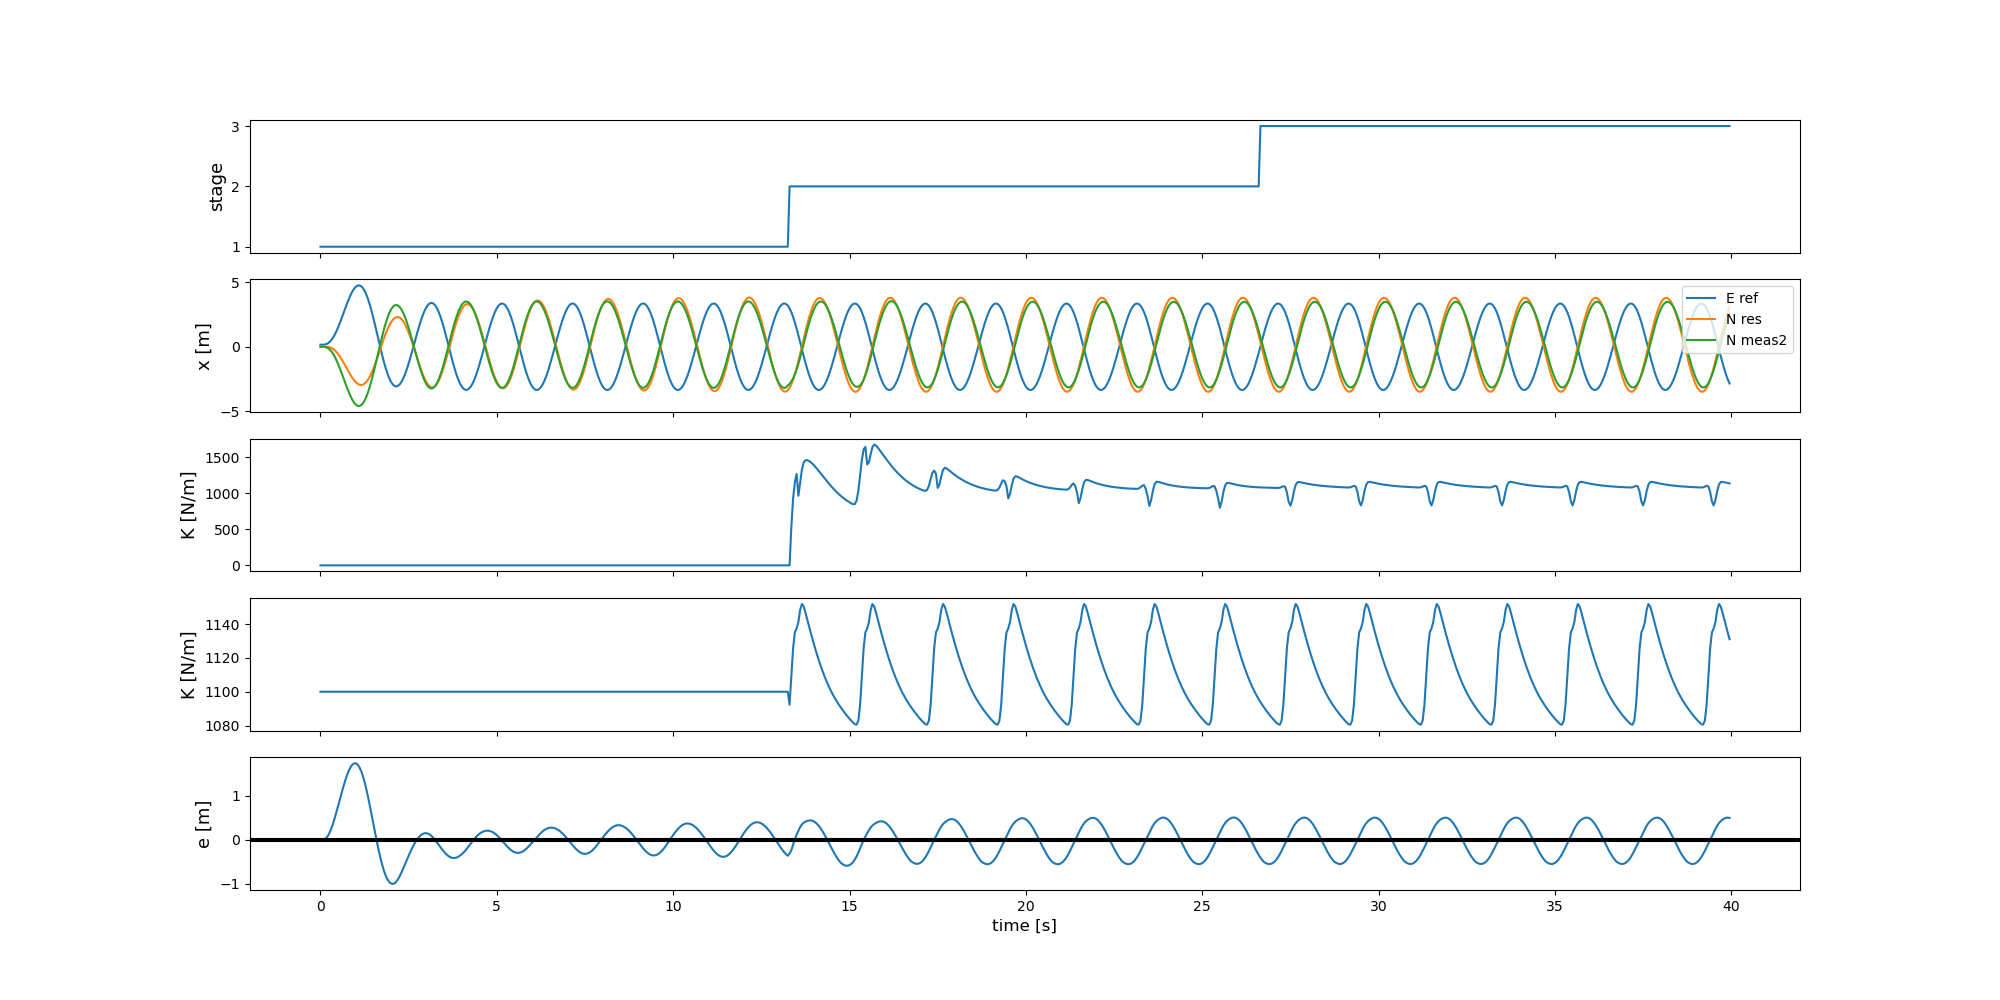 3
2
1
stage
5
0
−5
x [m]
E ref
N res
N meas2
1500
1000
500
0
K [N/m]
1140
1120
1100
1080
K [N/m]
1
0
−1
e [m]
0 5 10 15 20 25 30 35 40
time [s]